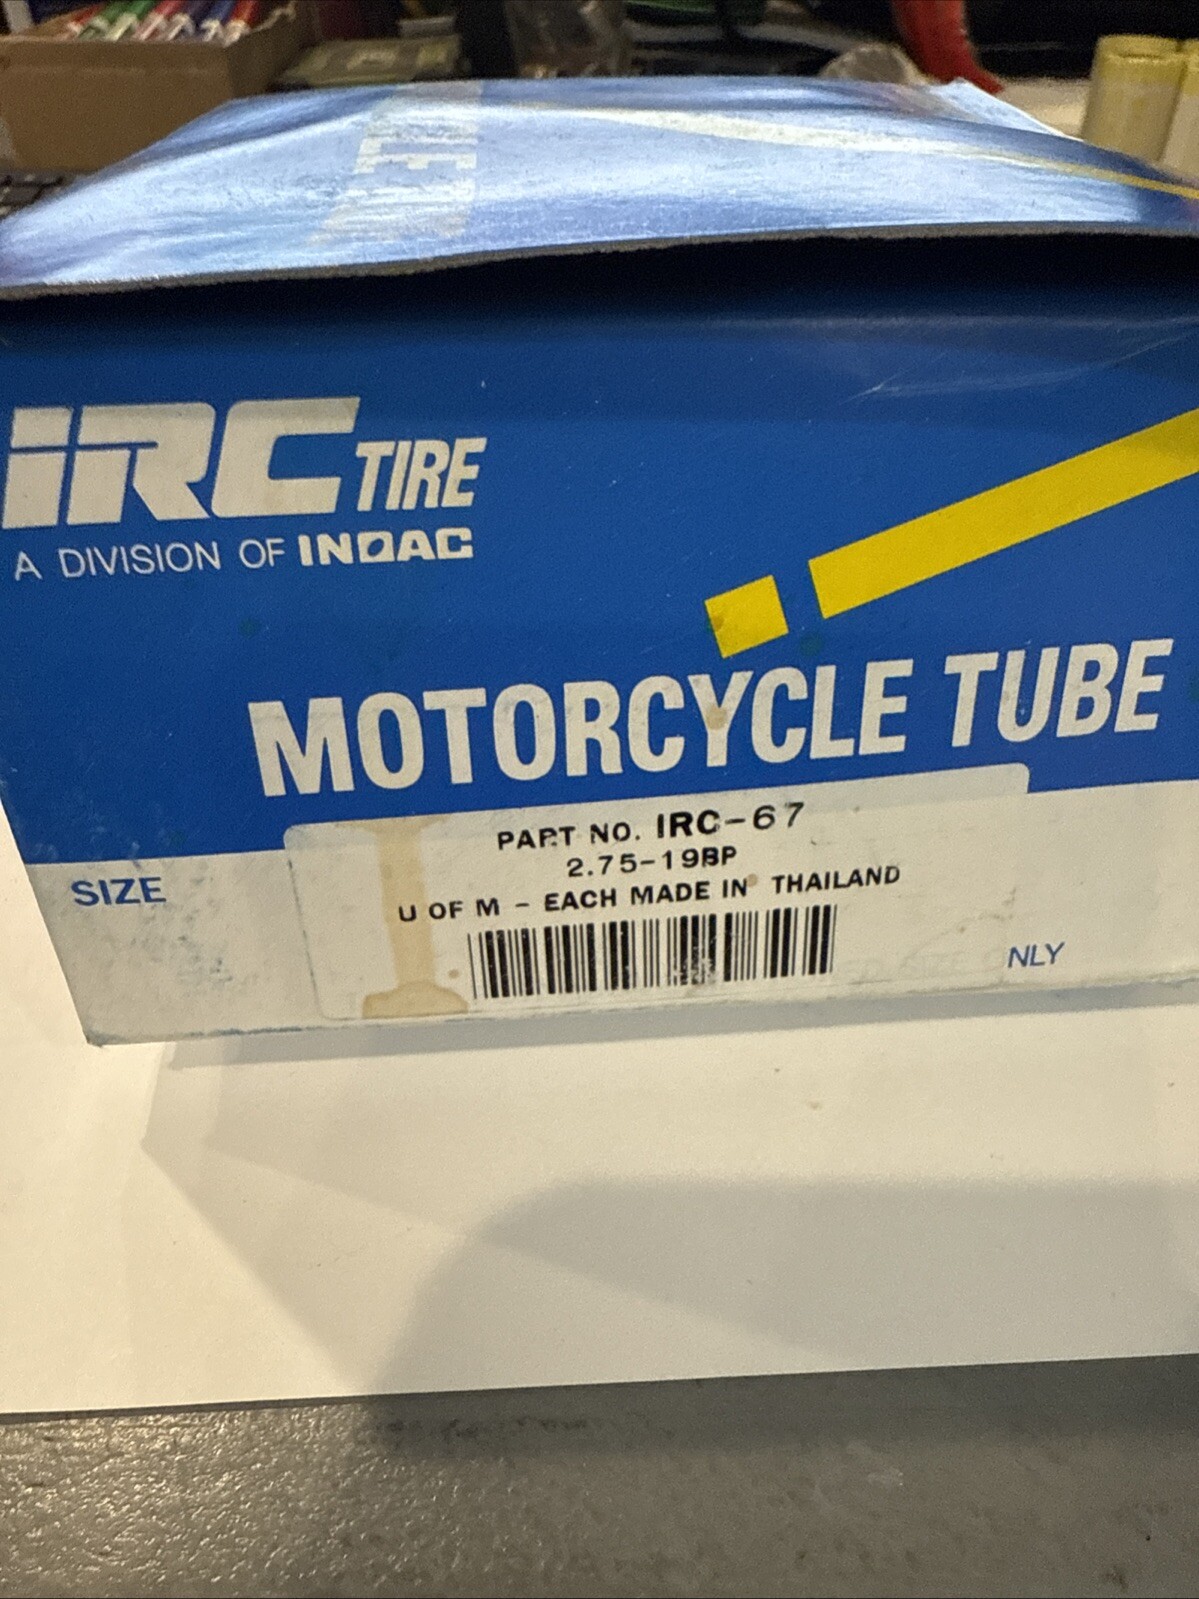 iRC TIRE
A DIVISION OF INOAC
MOTORCYCLE TUBE
PART NO. IRC-67
2.75-19BP
SIZE
U OF M - EACH MADE IN THAILAND
NLY